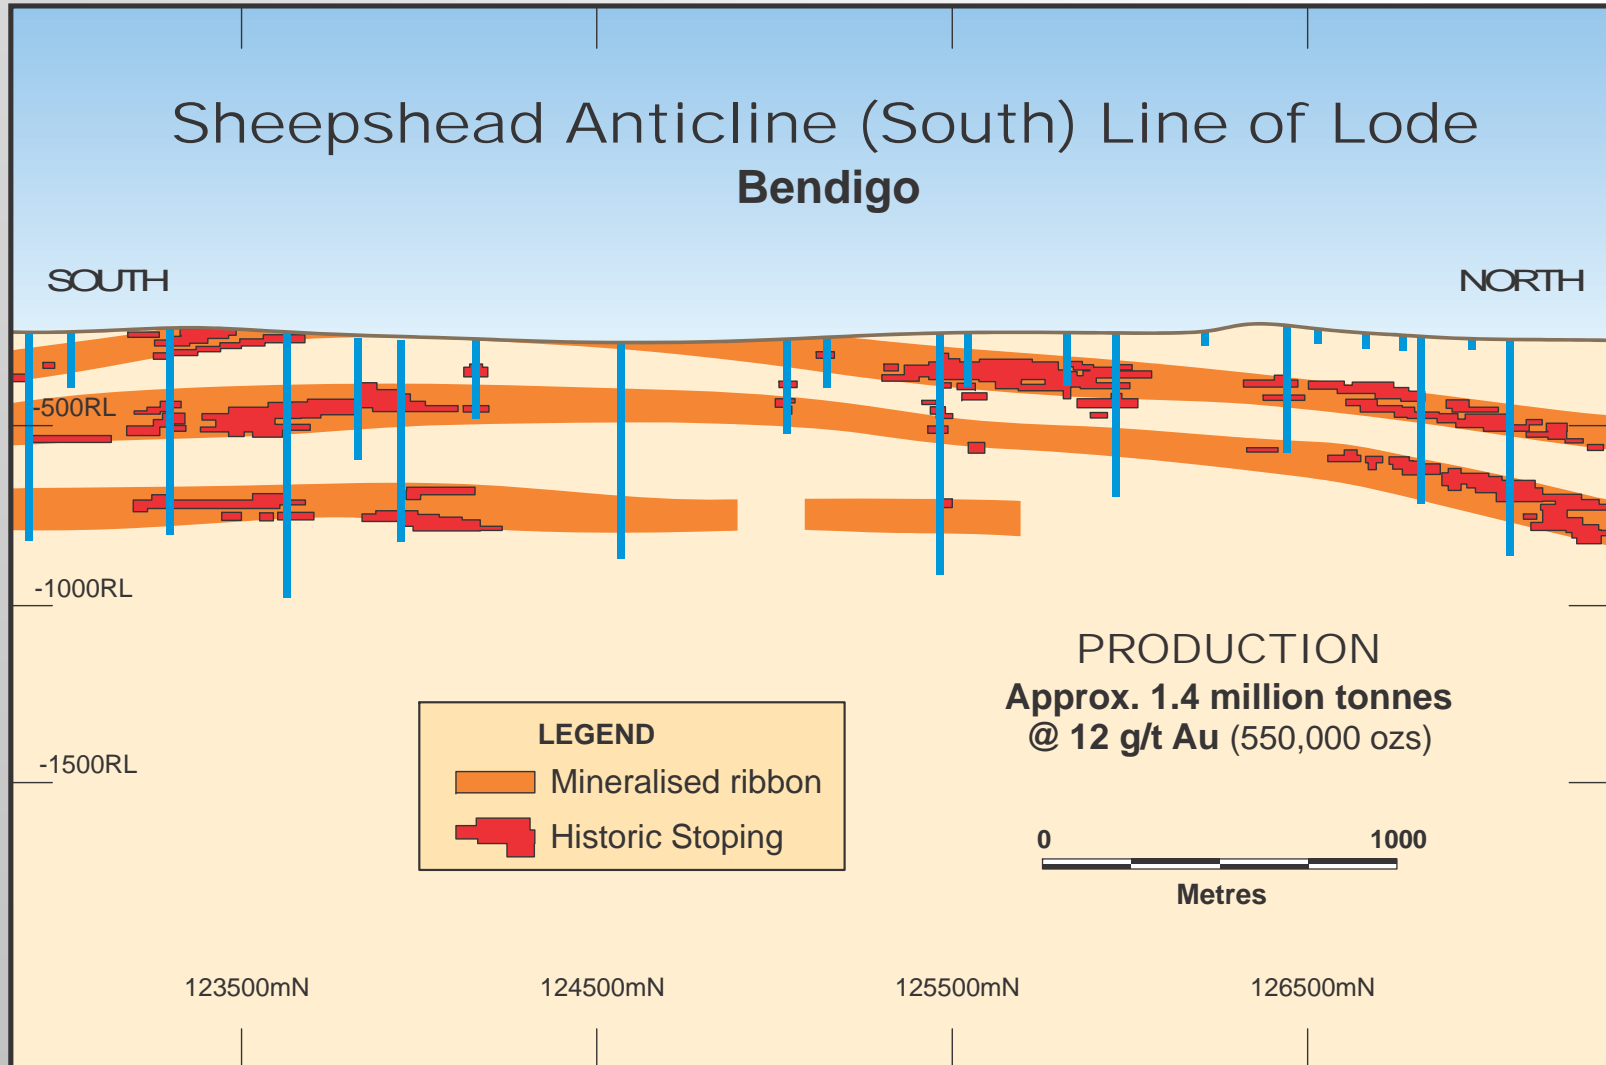 Sheepshead Anticline (South) Line of Lode
Bendigo
SOUTH
NORTH
-500RL
-1000RL
-1500RL
PRODUCTION
Approx. 1.4 million tonnes
@ 12 g/t Au (550,000 ozs)
LEGEND
Mineralised ribbon
Historic Stoping
0 1000
Metres
123500mN 124500mN 125500mN 126500mN